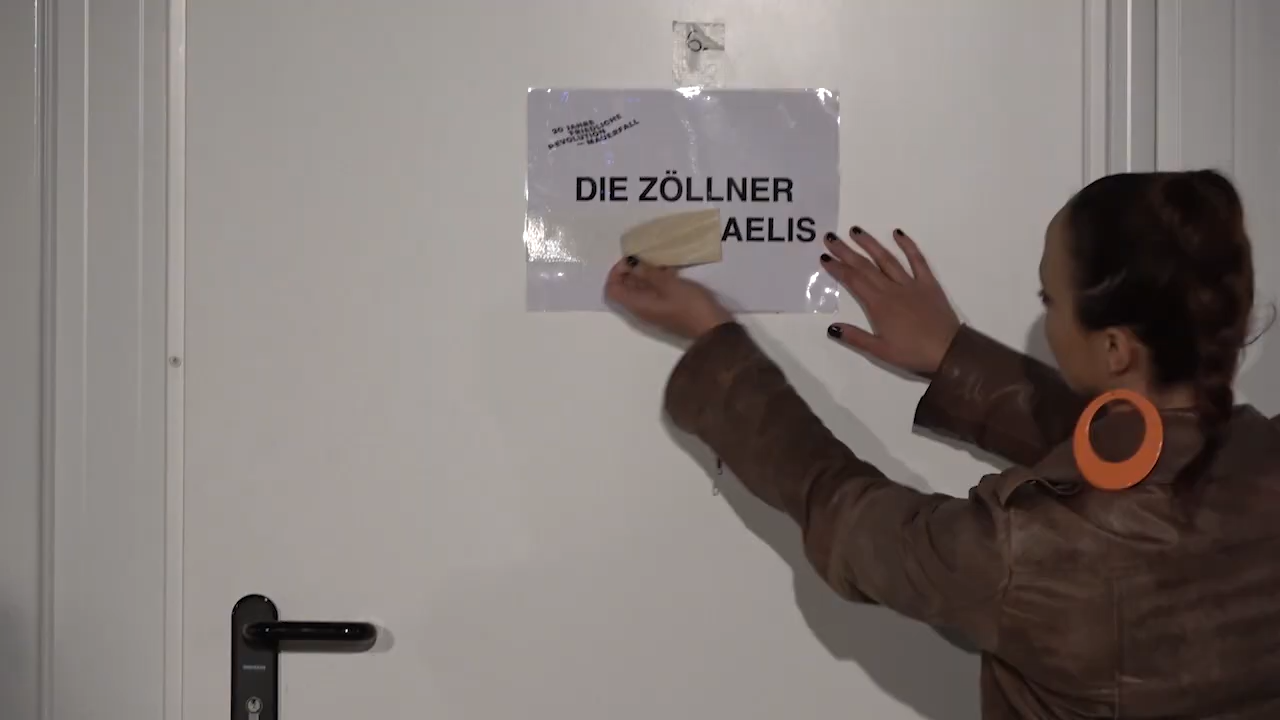 20 JAHRE
FRIEDLICHE
REVOLUTION
— MAUERFALL
DIE ZÖLLNER
AELIS